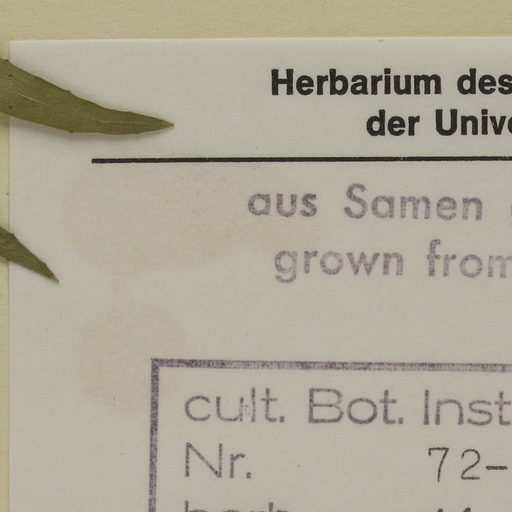 Herbarium des
der Unive
aus Samen
grown from
cult. Bot. Inst
Nr. 72-